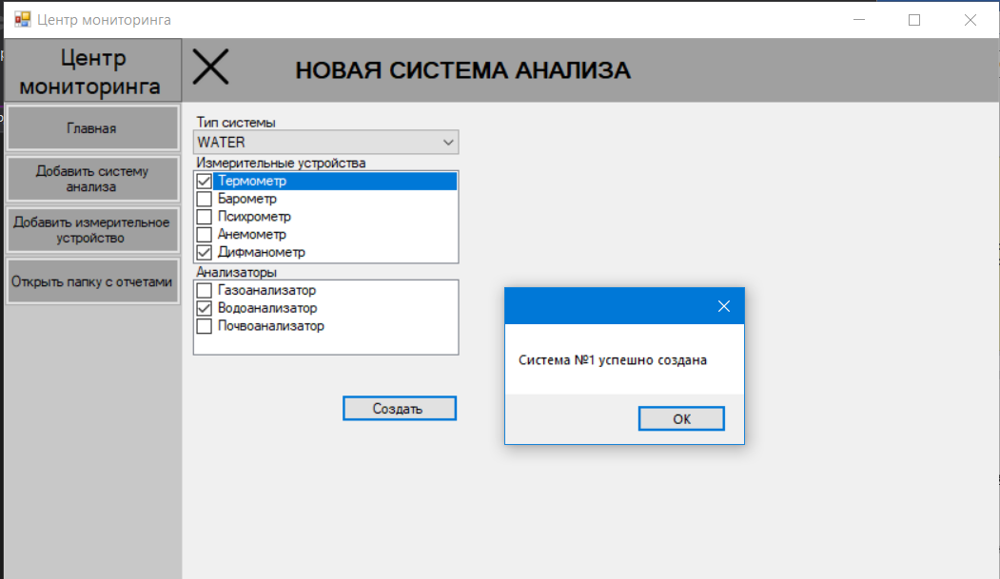 Центр мониторинга
Центр
мониторинга
НОВАЯ СИСТЕМА АНАЛИЗА
Главная
Добавить систему
анализа
Добавить измерительное
устройство
Открыть папку с отчетами
Тип системы
WATER
Измерительные устройства
Термометр
Барометр
Психрометр
Анемометр
Дифманометр
Анализаторы
Газоанализатор
Водоанализатор
Почвоанализатор
Создать
Система №1 успешно создана
ОК